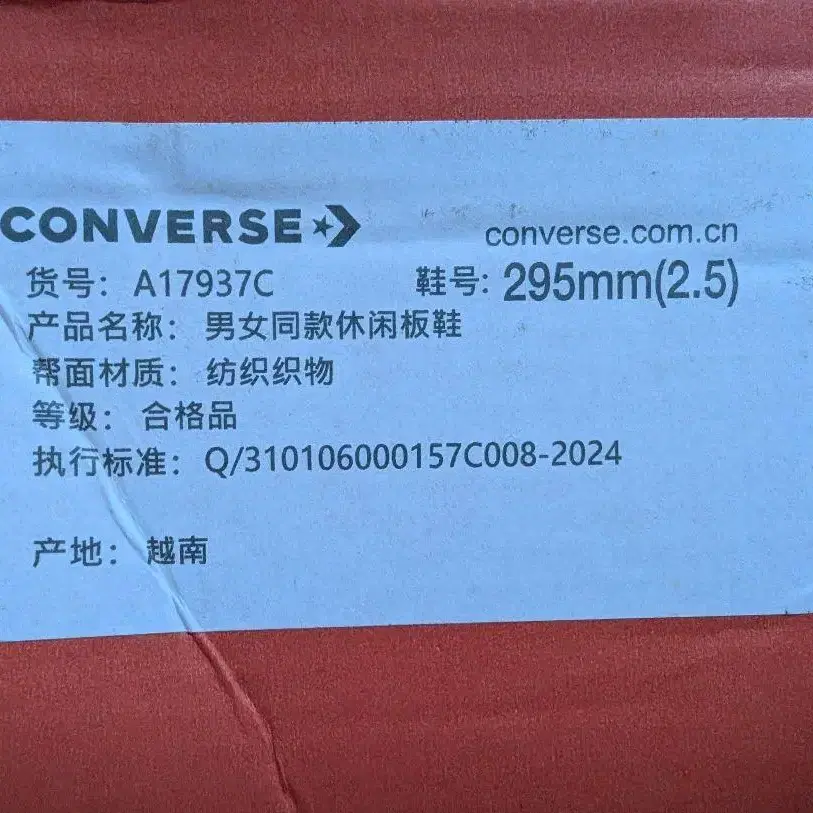 CONVERSE
converse.com.cn
货号: A17937C 鞋号: 295mm(2.5)
产品名称: 男女同款休闲板鞋
帮面材质: 纺织织物
等级: 合格品
执行标准: Q/310106000157C008-2024
产地: 越南